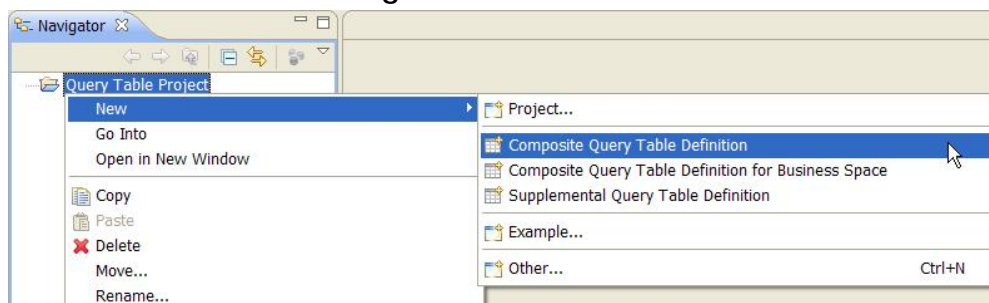 Navigator
Query Table Project
New
Go Into
Open in New Window
Copy
Paste
Delete
Move...
Rename...
Project...
Composite Query Table Definition
Composite Query Table Definition for Business Space
Supplemental Query Table Definition
Example...
Other... Ctrl+N